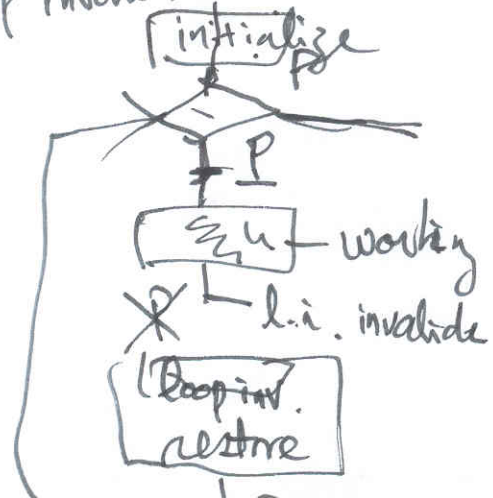 initialize
P
P
working
P
l.i. invalide
loop inv.
restore